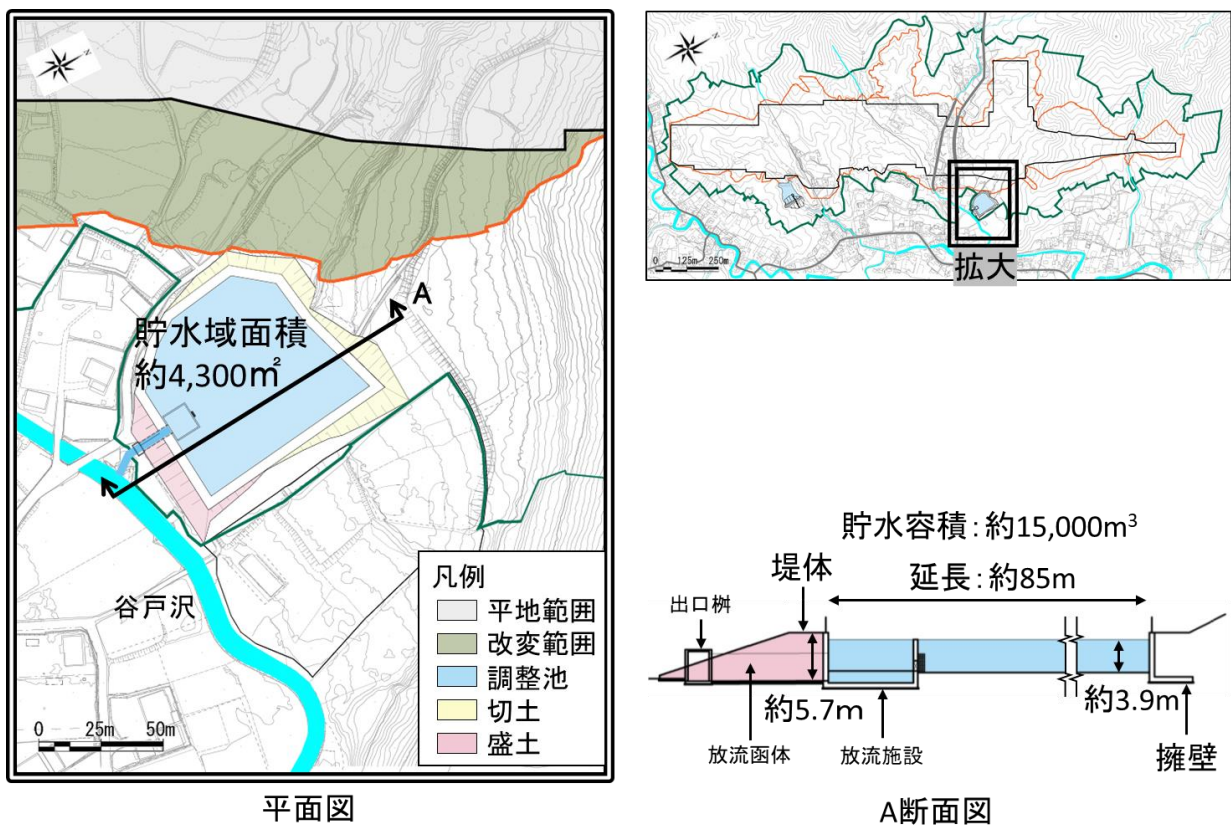 N
A
貯水域面積
約4,300㎡
谷戸沢
凡例
平地範囲
改変範囲
調整池
切土
盛土
0 25m 50m
平面図
N
0 125m 250m
拡大
貯水容積：約15,000m³
延長：約85m
堤体
出口桝
約5.7m
約3.9m
放流函体
放流施設
擁壁
A断面図